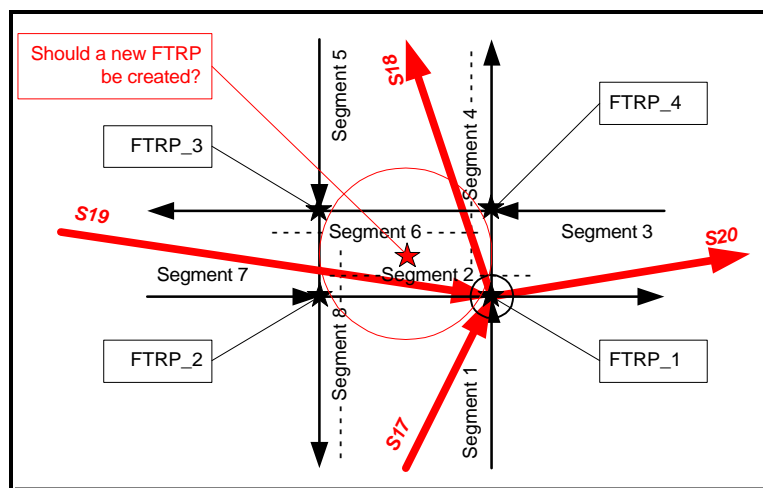 Should a new FTRP
be created?
Segment 5
S18
Segment 4
FTRP_4
FTRP_3
S19
Segment 6
Segment 3
S20
Segment 7
Segment 2
Segment 8
FTRP_2
Segment 1
FTRP_1
S17